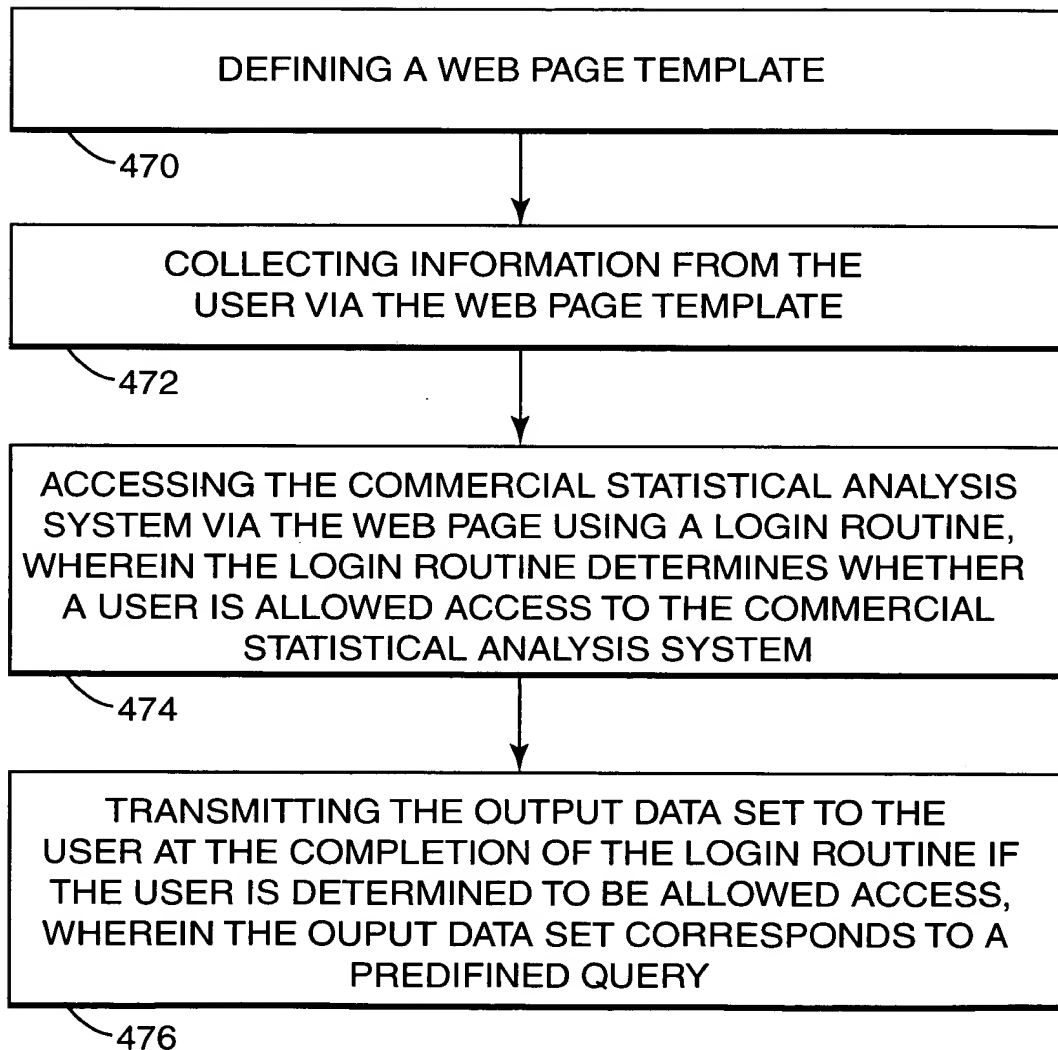 DEFINING A WEB PAGE TEMPLATE
470
COLLECTING INFORMATION FROM THE
USER VIA THE WEB PAGE TEMPLATE
472
ACCESSING THE COMMERCIAL STATISTICAL ANALYSIS
SYSTEM VIA THE WEB PAGE USING A LOGIN ROUTINE,
WHEREIN THE LOGIN ROUTINE DETERMINES WHETHER
A USER IS ALLOWED ACCESS TO THE COMMERCIAL
STATISTICAL ANALYSIS SYSTEM
474
TRANSMITTING THE OUTPUT DATA SET TO THE
USER AT THE COMPLETION OF THE LOGIN ROUTINE IF
THE USER IS DETERMINED TO BE ALLOWED ACCESS,
WHEREIN THE OUPUT DATA SET CORRESPONDS TO A
PREDIFINED QUERY
476